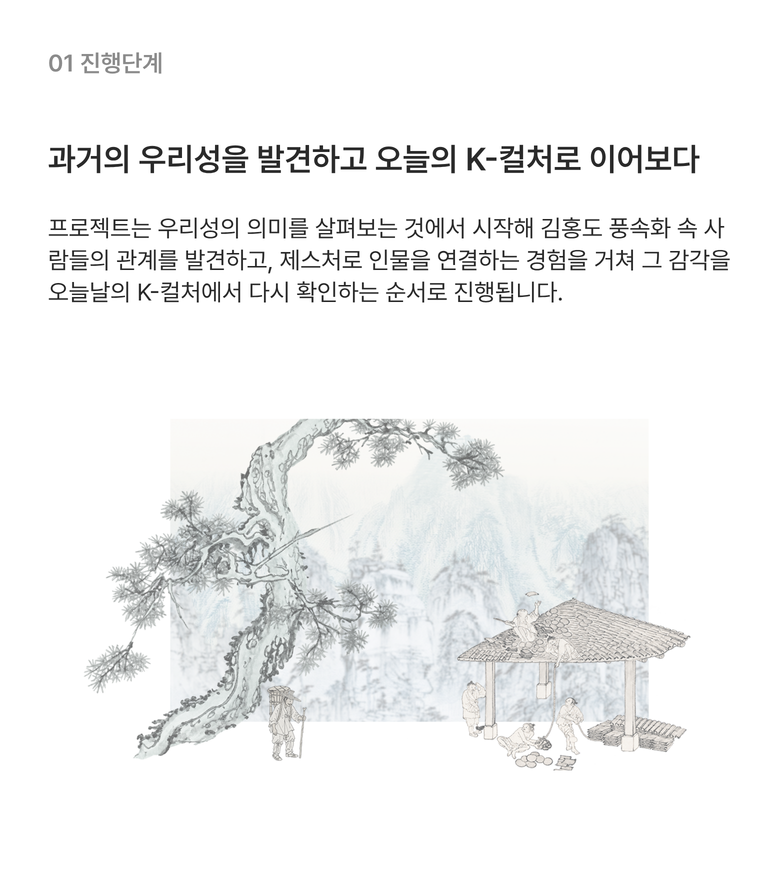 01 진행단계
과거의 우리성을 발견하고 오늘의 K-컬처로 이어보다
프로젝트는 우리성의 의미를 살펴보는 것에서 시작해 김홍도 풍속화 속 사
람들의 관계를 발견하고, 제스처로 인물을 연결하는 경험을 거쳐 그 감각을
오늘날의 K-컬처에서 다시 확인하는 순서로 진행됩니다.